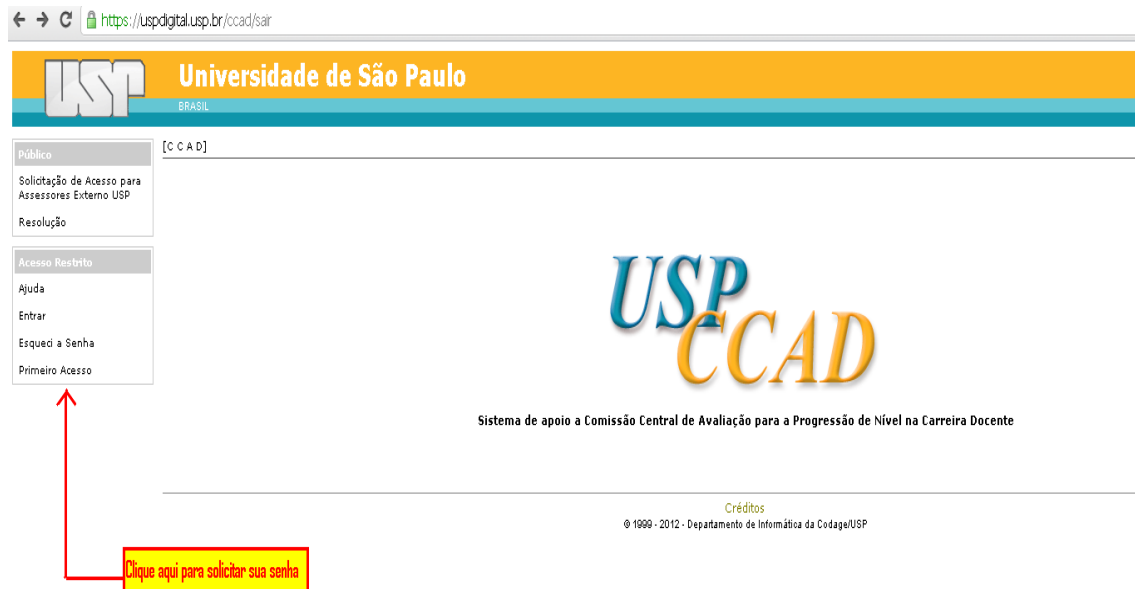 https://uspdigital.usp.br/ccad/sair
USP
Universidade de São Paulo
BRASIL
Público
Solicitação de Acesso para
Assessores Externo USP
Resolução
Acesso Restrito
Ajuda
Entrar
Esqueci a Senha
Primeiro Acesso
[C C A D]
USP
CCAD
Sistema de apoio a Comissão Central de Avaliação para a Progressão de Nível na Carreira Docente
Créditos
© 1999 - 2012 - Departamento de Informática da Codage/USP
Clique aqui para solicitar sua senha